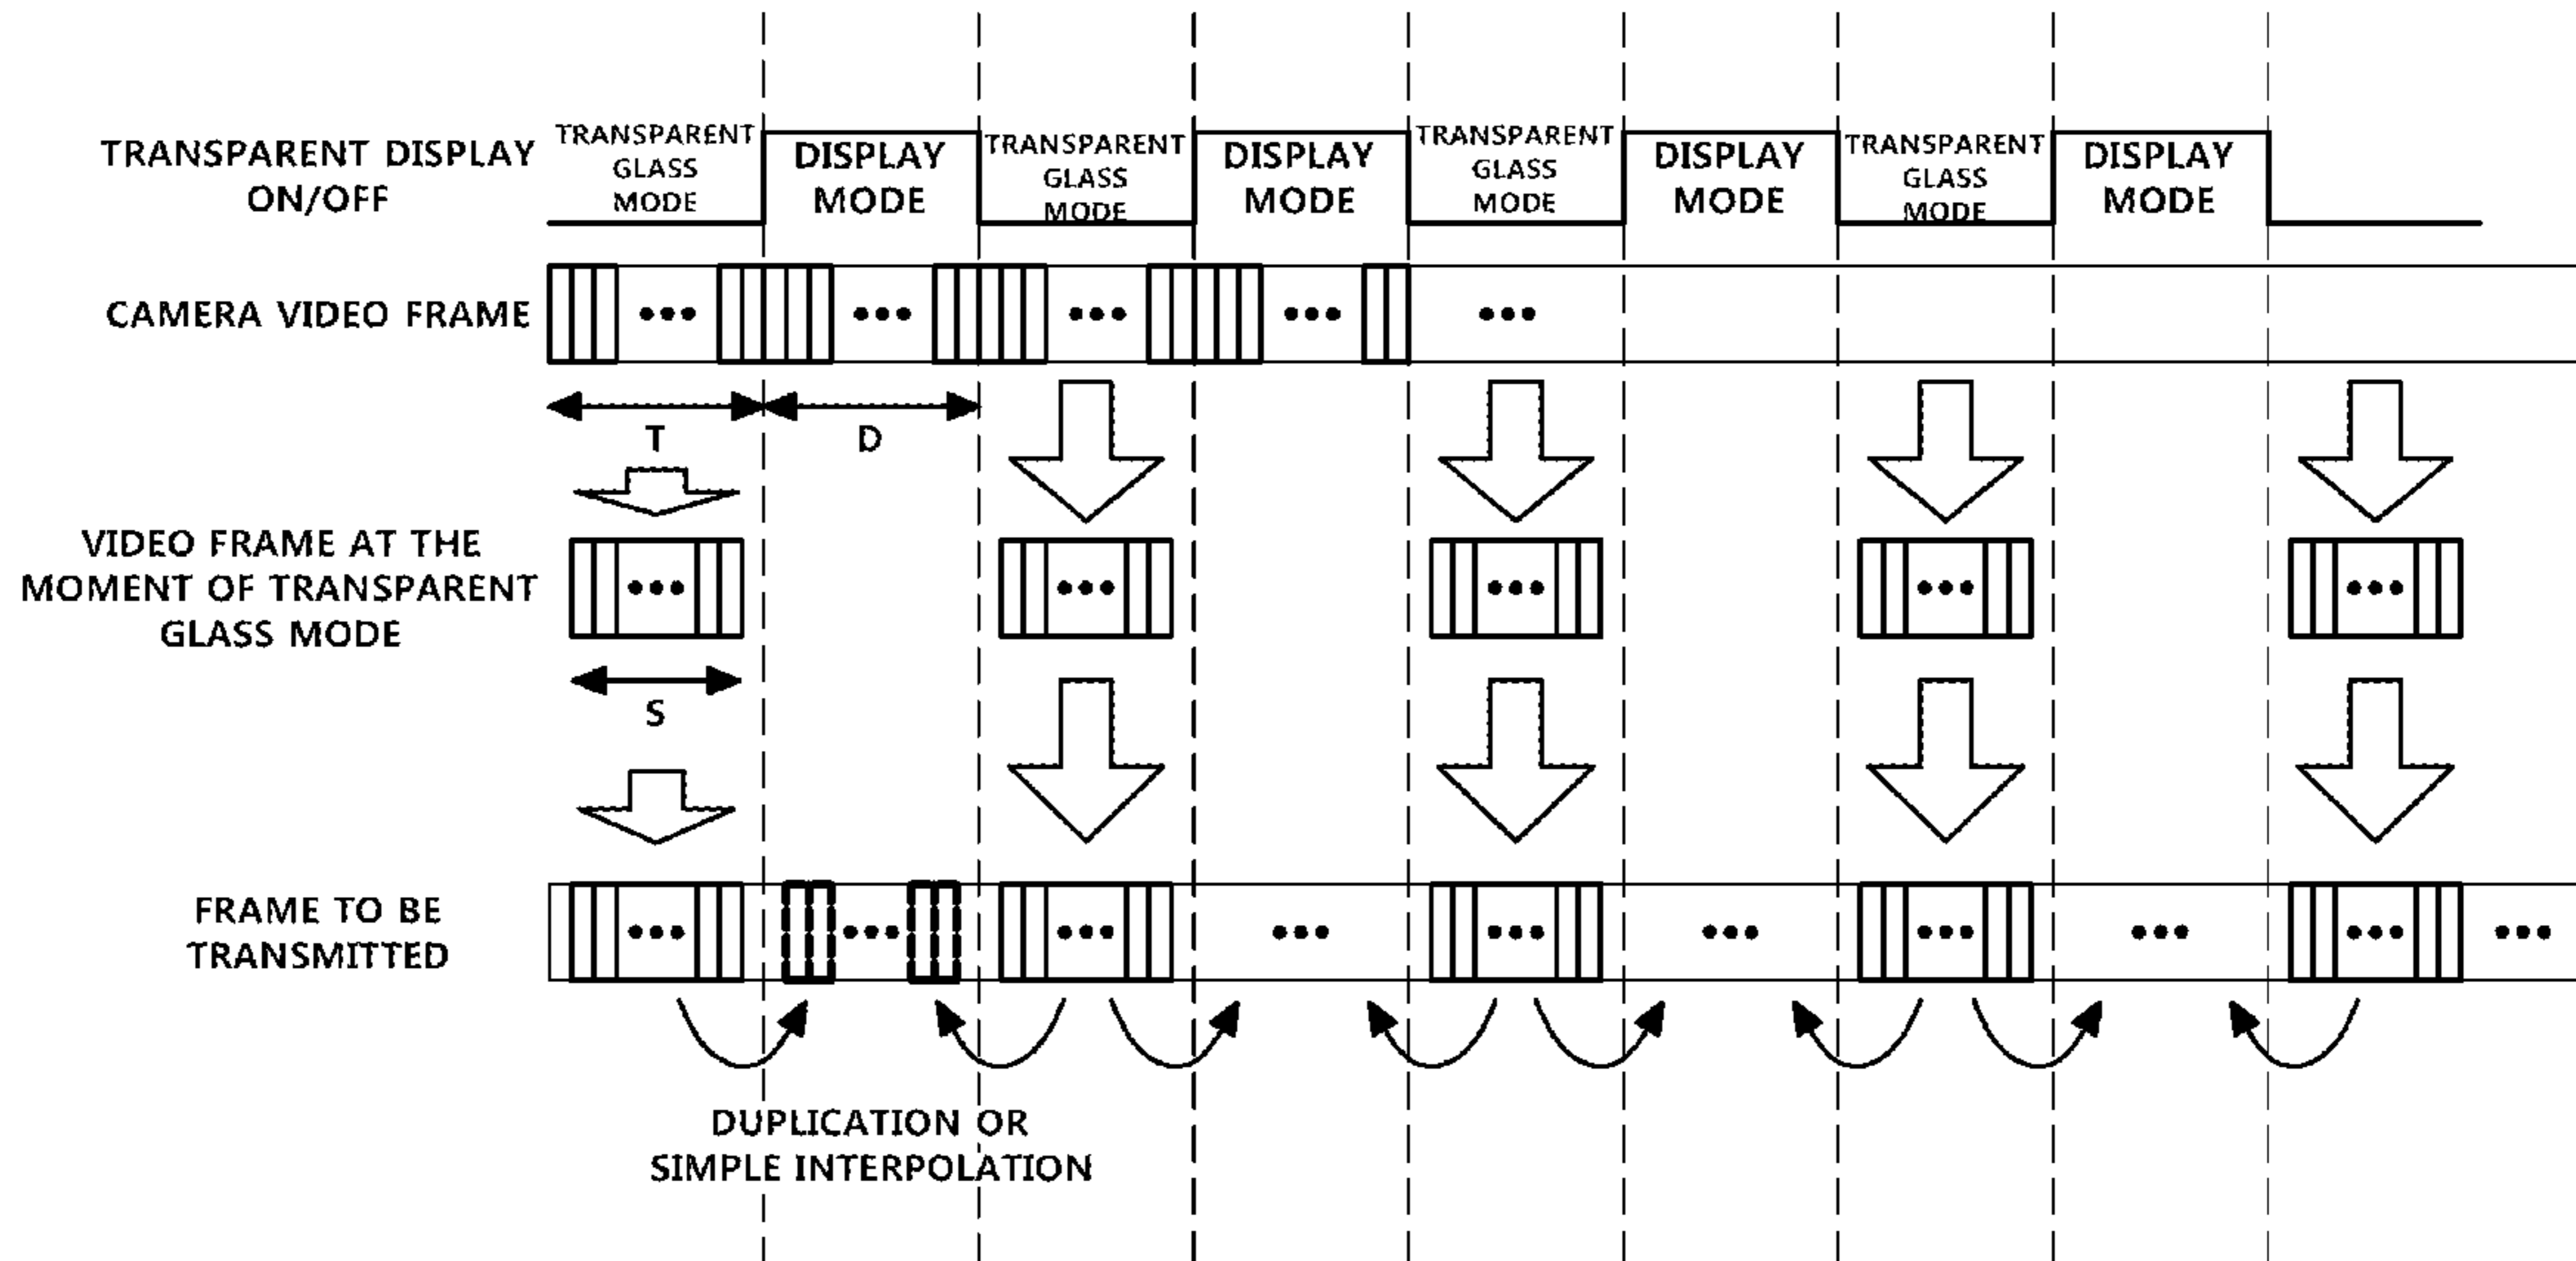 TRANSPARENT DISPLAY
ON/OFF
TRANSPARENT
GLASS
MODE
DISPLAY
MODE
TRANSPARENT
GLASS
MODE
DISPLAY
MODE
TRANSPARENT
GLASS
MODE
DISPLAY
MODE
TRANSPARENT
GLASS
MODE
DISPLAY
MODE
CAMERA VIDEO FRAME
•••
•••
•••
•••
•••
T
D
VIDEO FRAME AT THE
MOMENT OF TRANSPARENT
GLASS MODE
•••
•••
•••
•••
•••
S
FRAME TO BE
TRANSMITTED
•••
•••
•••
•••
•••
•••
•••
•••
•••
•••
DUPLICATION OR
SIMPLE INTERPOLATION